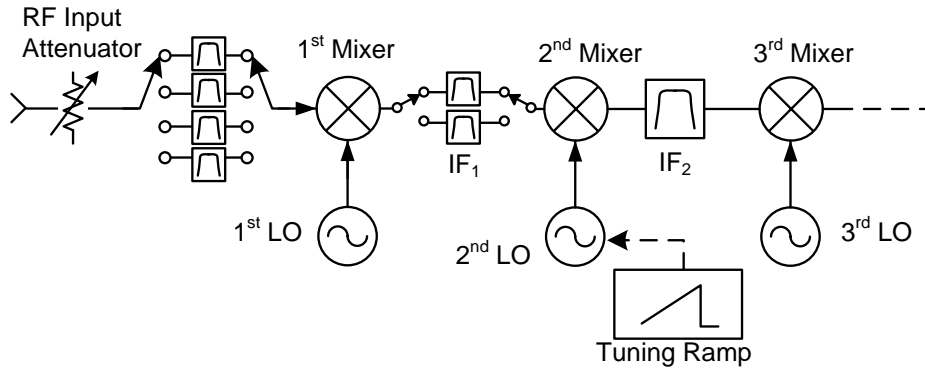 RF Input
Attenuator
1st Mixer
2nd Mixer
3rd Mixer
IF1
IF2
1st LO
2nd LO
3rd LO
Tuning Ramp